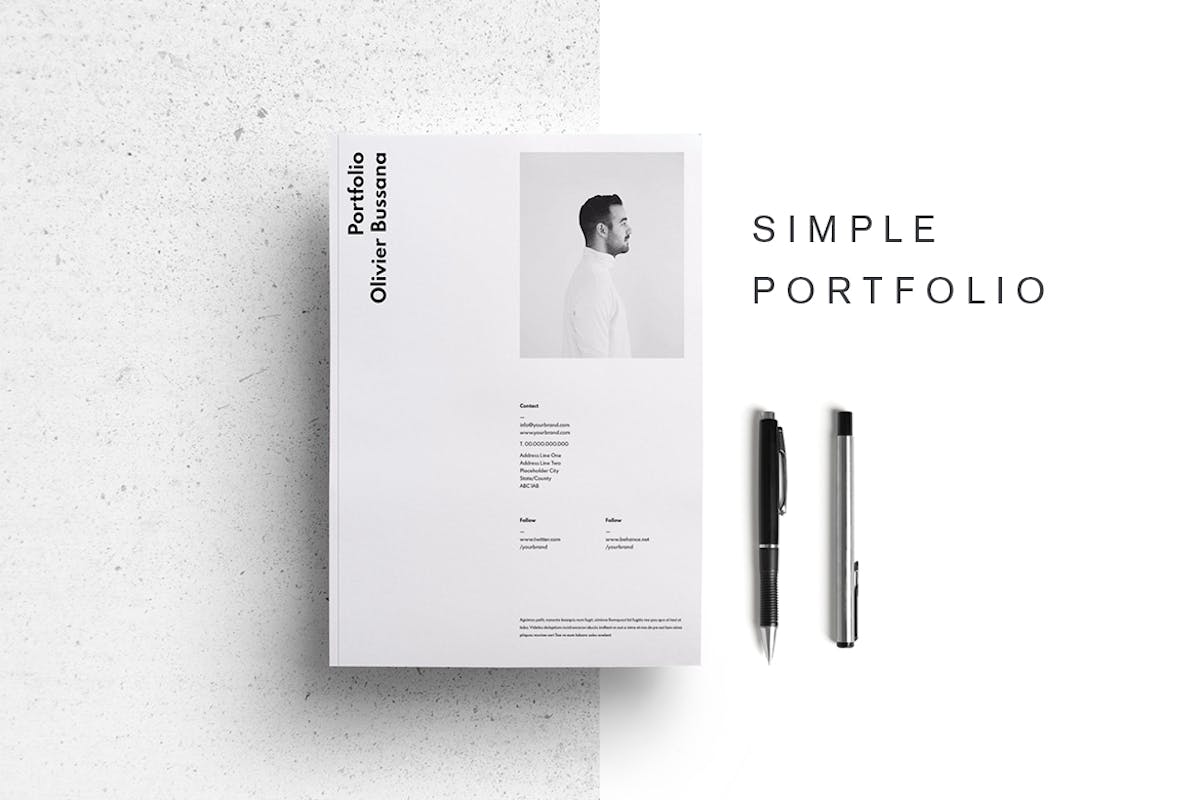 Portfolio
Olivier Bussana
Contact
—
info@yourbrand.com
www.yourbrand.com
T. 00.000.000.000
Address Line One
Address Line Two
Placeholder City
State/County
ABC 1AB
Follow
—
www.twitter.com
/yourbrand
Follow
—
www.behance.net
/yourbrand
SIMPLE
PORTFOLIO